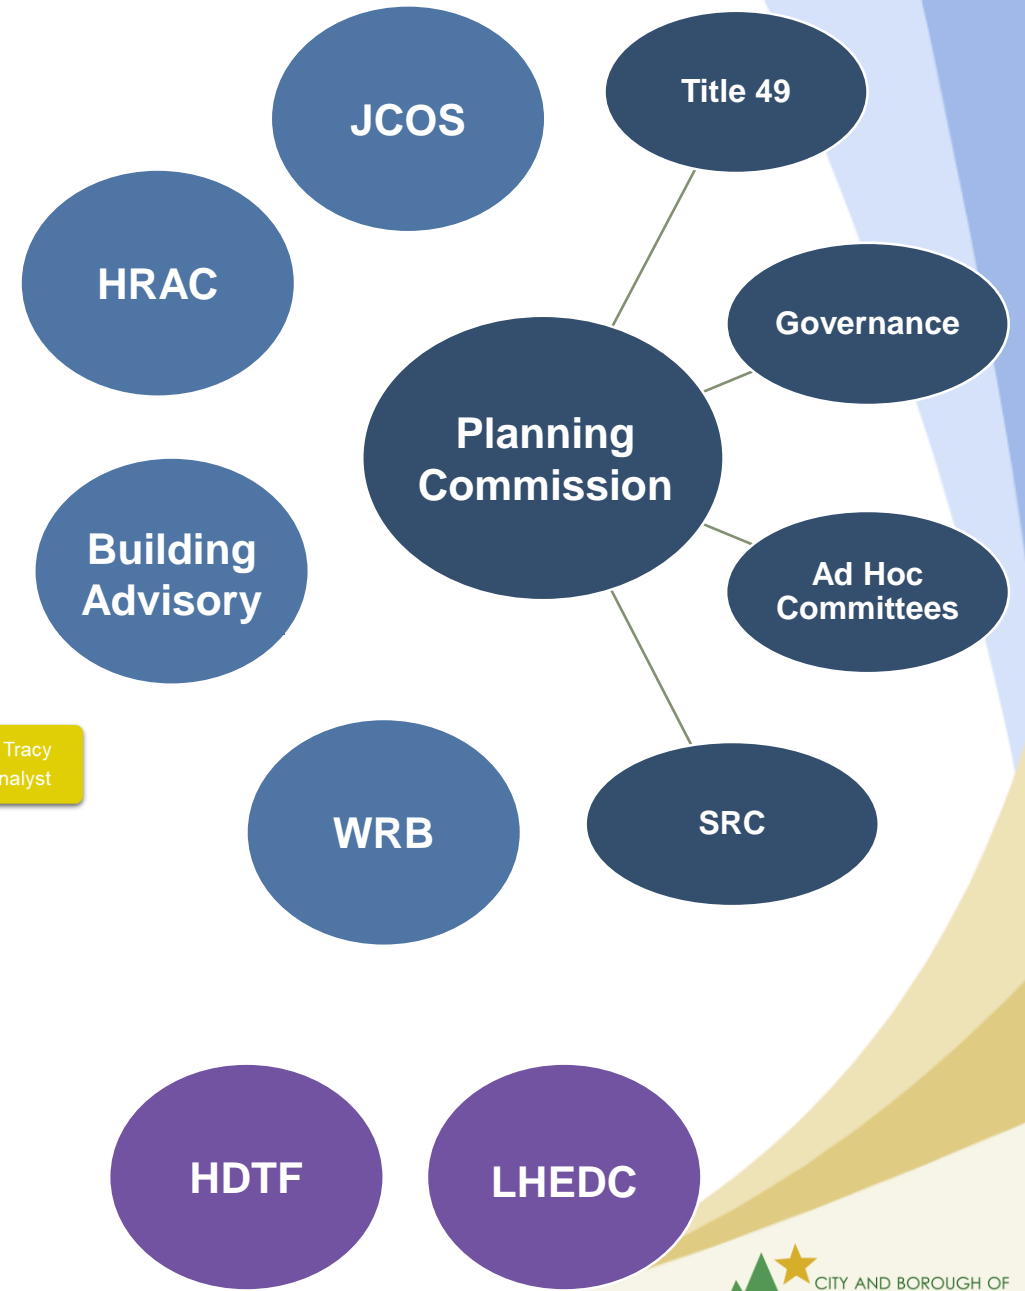 JCOS
Title 49
HRAC
Governance
Planning
Commission
Building
Advisory
Ad Hoc
Committees
Tracy
nalyst
WRB
SRC
HDTF
LHEDC
CITY AND BOROUGH OF